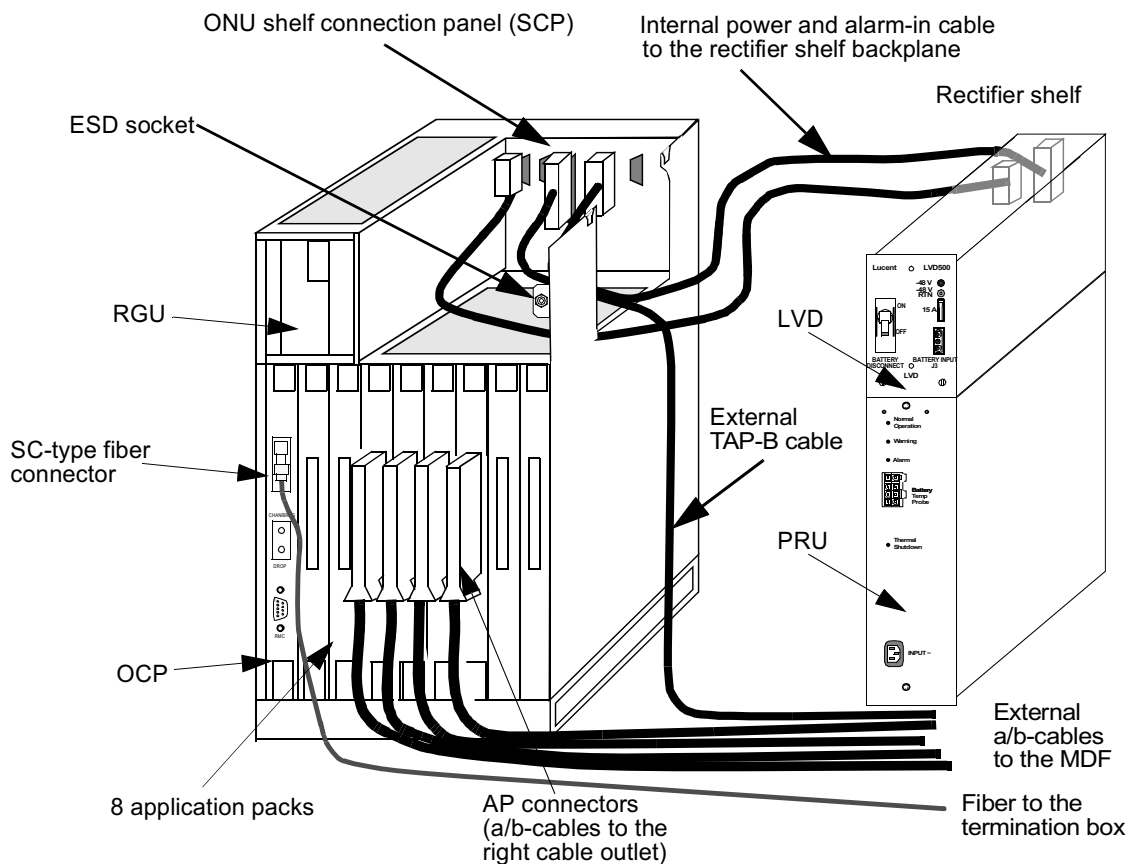 ONU shelf connection panel (SCP)
Internal power and alarm-in cable
to the rectifier shelf backplane
Rectifier shelf
ESD socket
RGU
SC-type fiber
connector
OCP
8 application packs
AP connectors
(a/b-cables to the
right cable outlet)
External
TAP-B cable
LVD
PRU
External
a/b-cables
to the MDF
Fiber to the
termination box
Lucent
LVD500
-48 V
-48 V
RTN
15 A
ON
OFF
BATTERY
DISCONNECT
BATTERY INPUT
J3
LVD
Normal
Operation
Warning
Alarm
Battery
Temp
Probe
Thermal
Shutdown
INPUT~
DROP
RMC